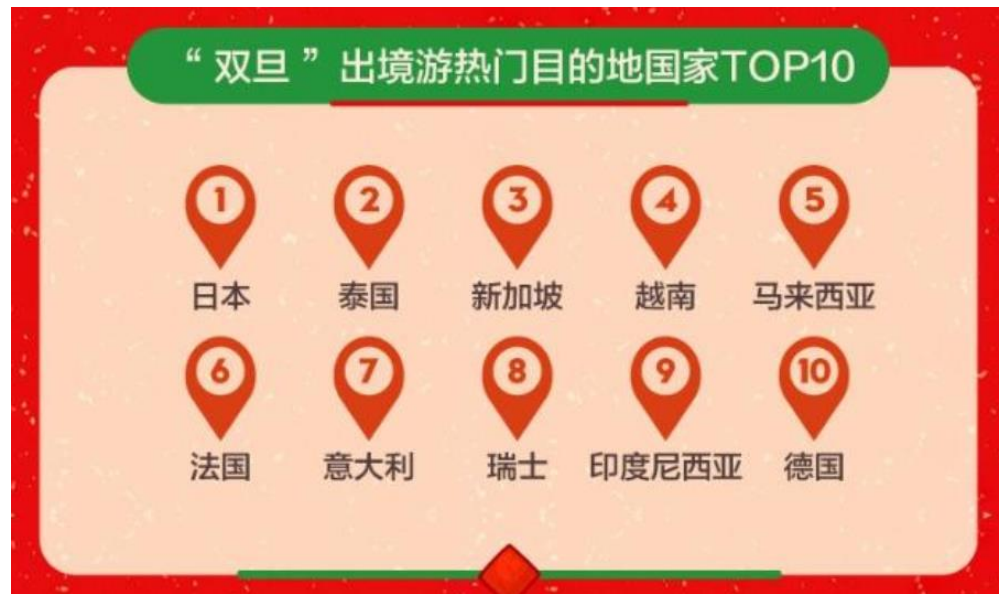 “双旦”出境游热门目的地国家TOP10
1 2 3 4 5
日本 泰国 新加坡 越南 马来西亚
6 7 8 9 10
法国 意大利 瑞士 印度尼西亚 德国